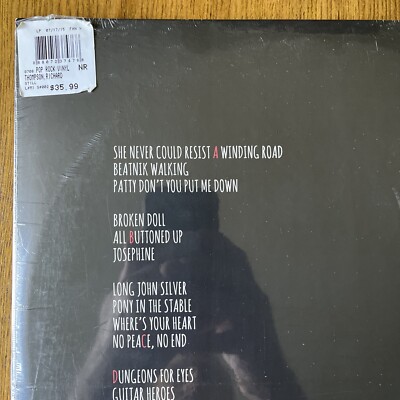 POP ROCK VINYL NR
THOMPSON,RICHARD
STILL
$35.99
SHE NEVER COULD RESIST A WINDING ROAD
BEATNIK WALKING
PATTY DON'T YOU PUT ME DOWN
BROKEN DOLL
ALL BUTTONED UP
JOSEPHINE
LONG JOHN SILVER
PONY IN THE STABLE
WHERE'S YOUR HEART
NO PEACE, NO END
DUNGEONS FOR EYES
GUITAR HEROES